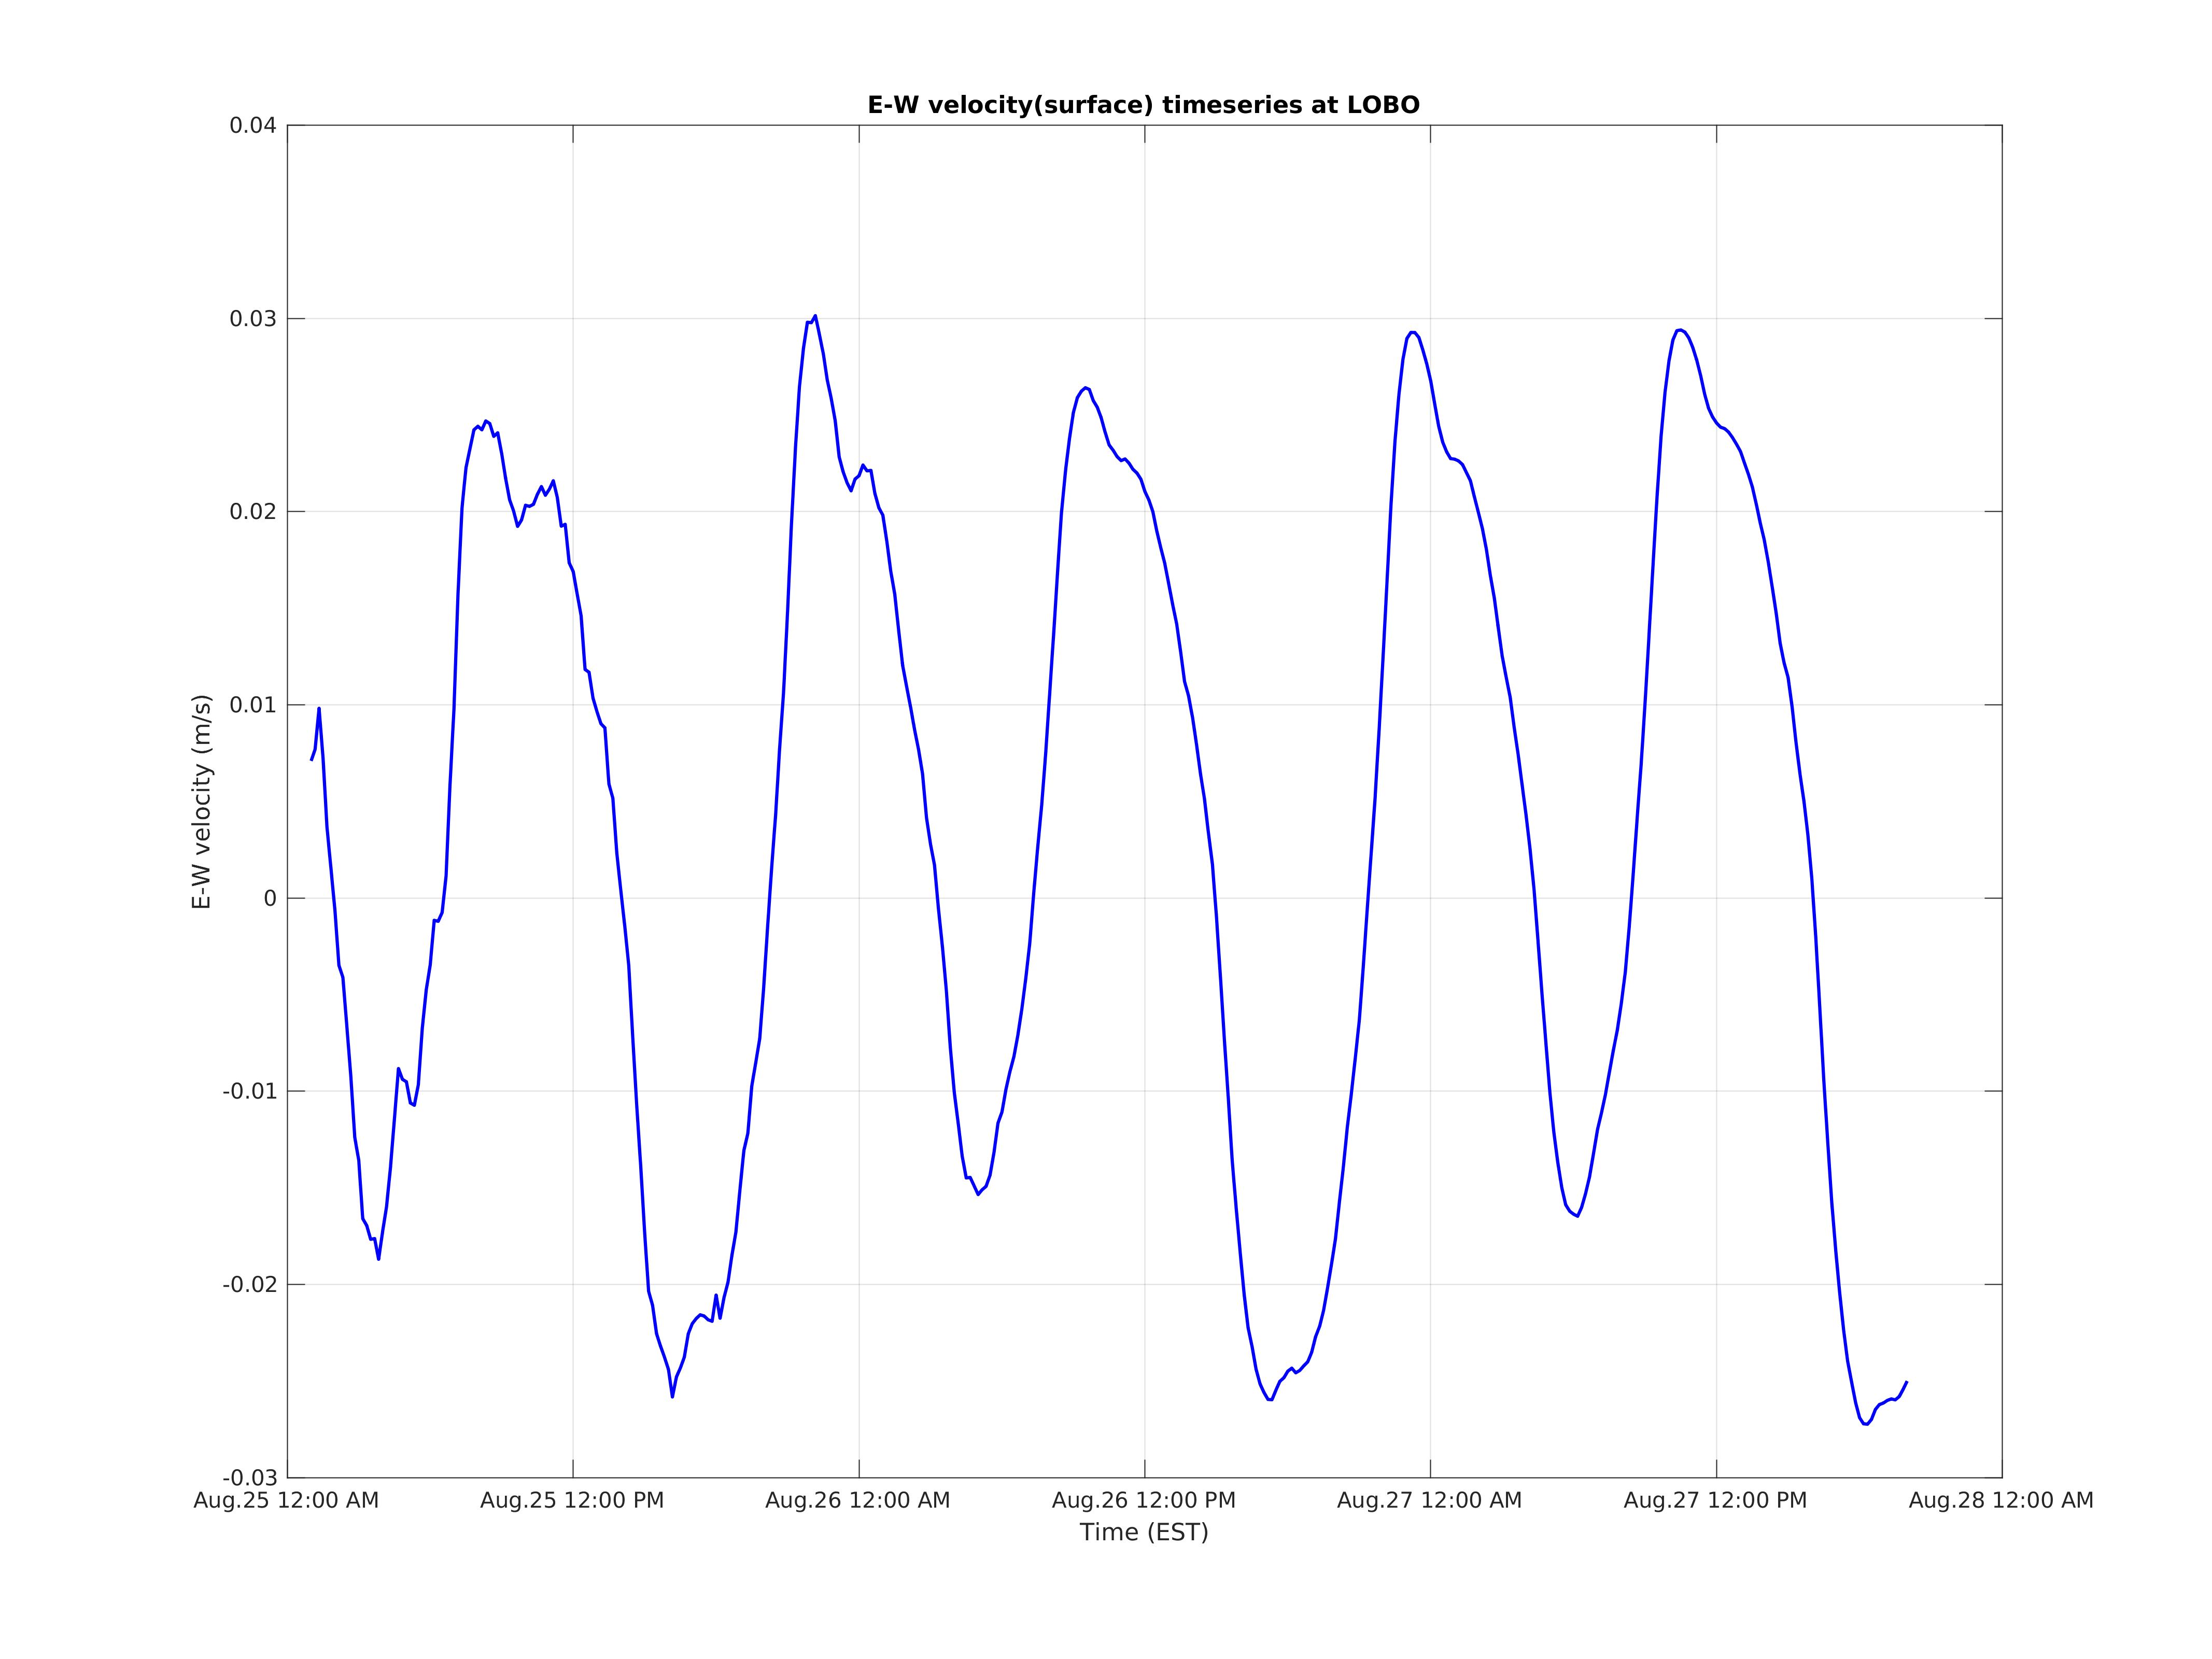 E-W velocity(surface) timeseries at LOBO
0.04
0.03
0.02
0.01
0
-0.01
-0.02
-0.03
E-W velocity (m/s)
Aug.25 12:00 AM Aug.25 12:00 PM Aug.26 12:00 AM Aug.26 12:00 PM Aug.27 12:00 AM Aug.27 12:00 PM Aug.28 12:00 AM
Time (EST)